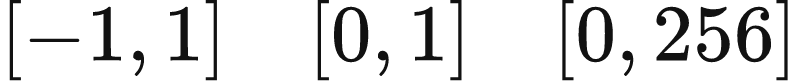 [−1, 1] [0, 1] [0, 256]